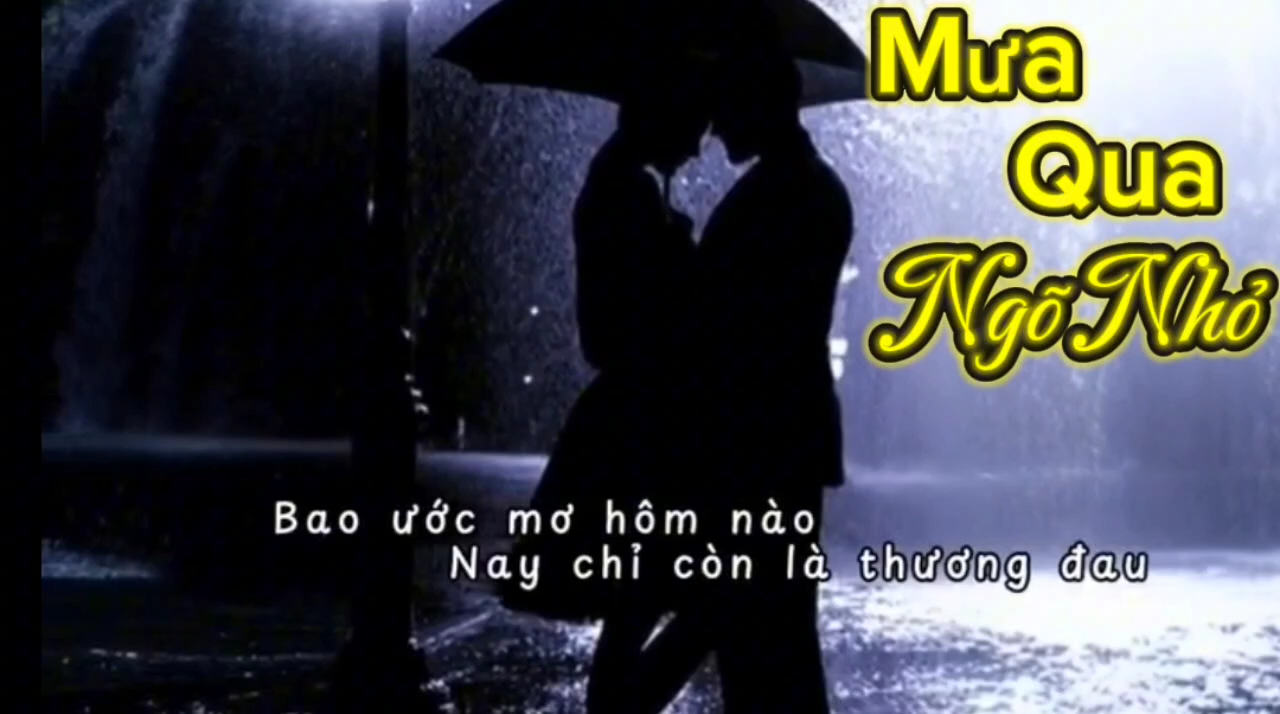 Mưa
Qua
Ngõ Nhỏ
Bao ước mơ hôm nào
Nay chỉ còn là thương đau